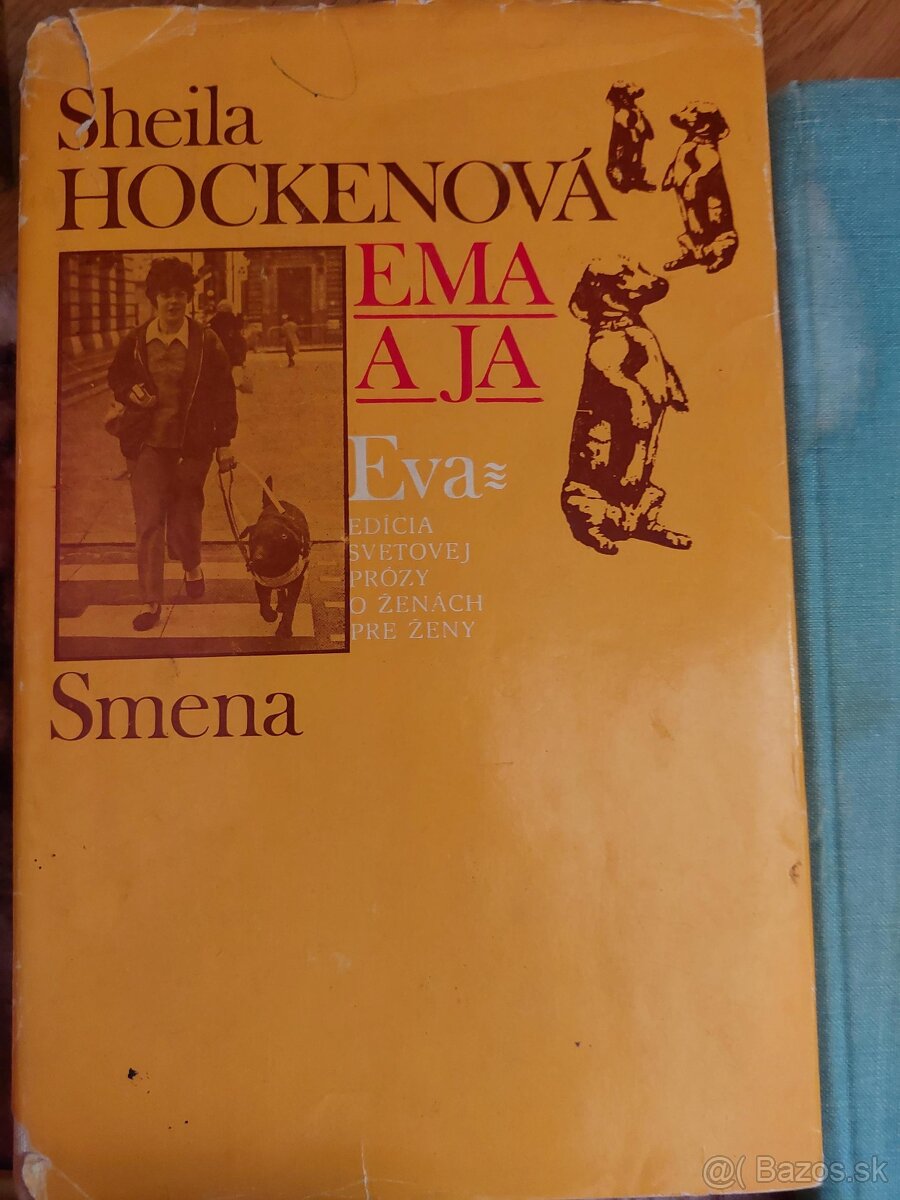 Sheila
HOCKENOVÁ
EMA
A JA
Eva
EDÍCIA
SVETOVEJ
PRÓZY
O ŽENÁCH
PRE ŽENY
Smena
@( Bazos.sk